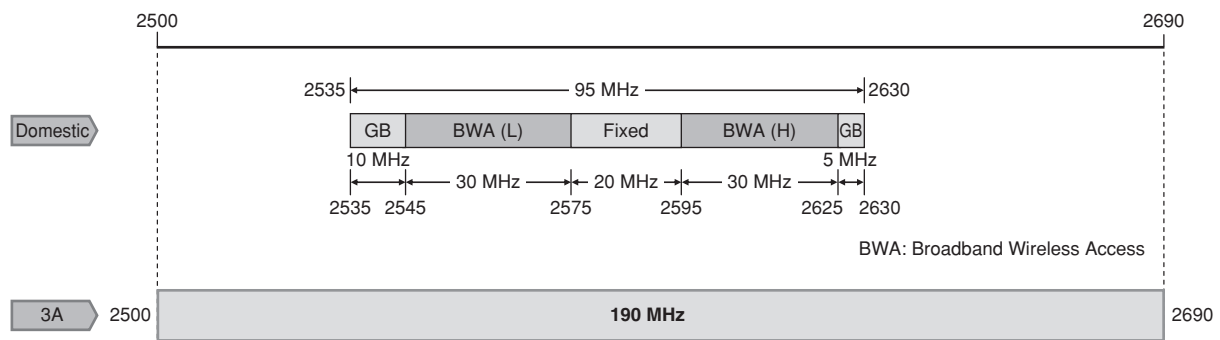 2500 2690
2535 95 MHz 2630
Domestic GB BWA (L) Fixed BWA (H) GB
10 MHz 5 MHz
30 MHz 20 MHz 30 MHz
2535 2545 2575 2595 2625 2630
BWA: Broadband Wireless Access
3A 2500 190 MHz 2690